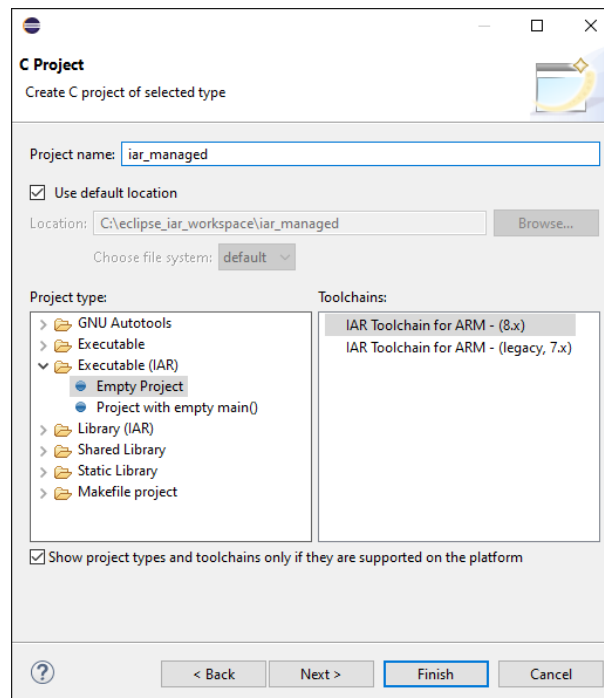 C Project
Create C project of selected type
Project name: iar_managed
Use default location
Location: C:\eclipse_iar_workspace\iar_managed Browse...
Choose file system: default
Project type: Toolchains:
GNU Autotools IAR Toolchain for ARM - (8.x)
Executable IAR Toolchain for ARM - (legacy, 7.x)
Executable (IAR)
Empty Project
Project with empty main()
Library (IAR)
Shared Library
Static Library
Makefile project
Show project types and toolchains only if they are supported on the platform
? < Back Next > Finish Cancel